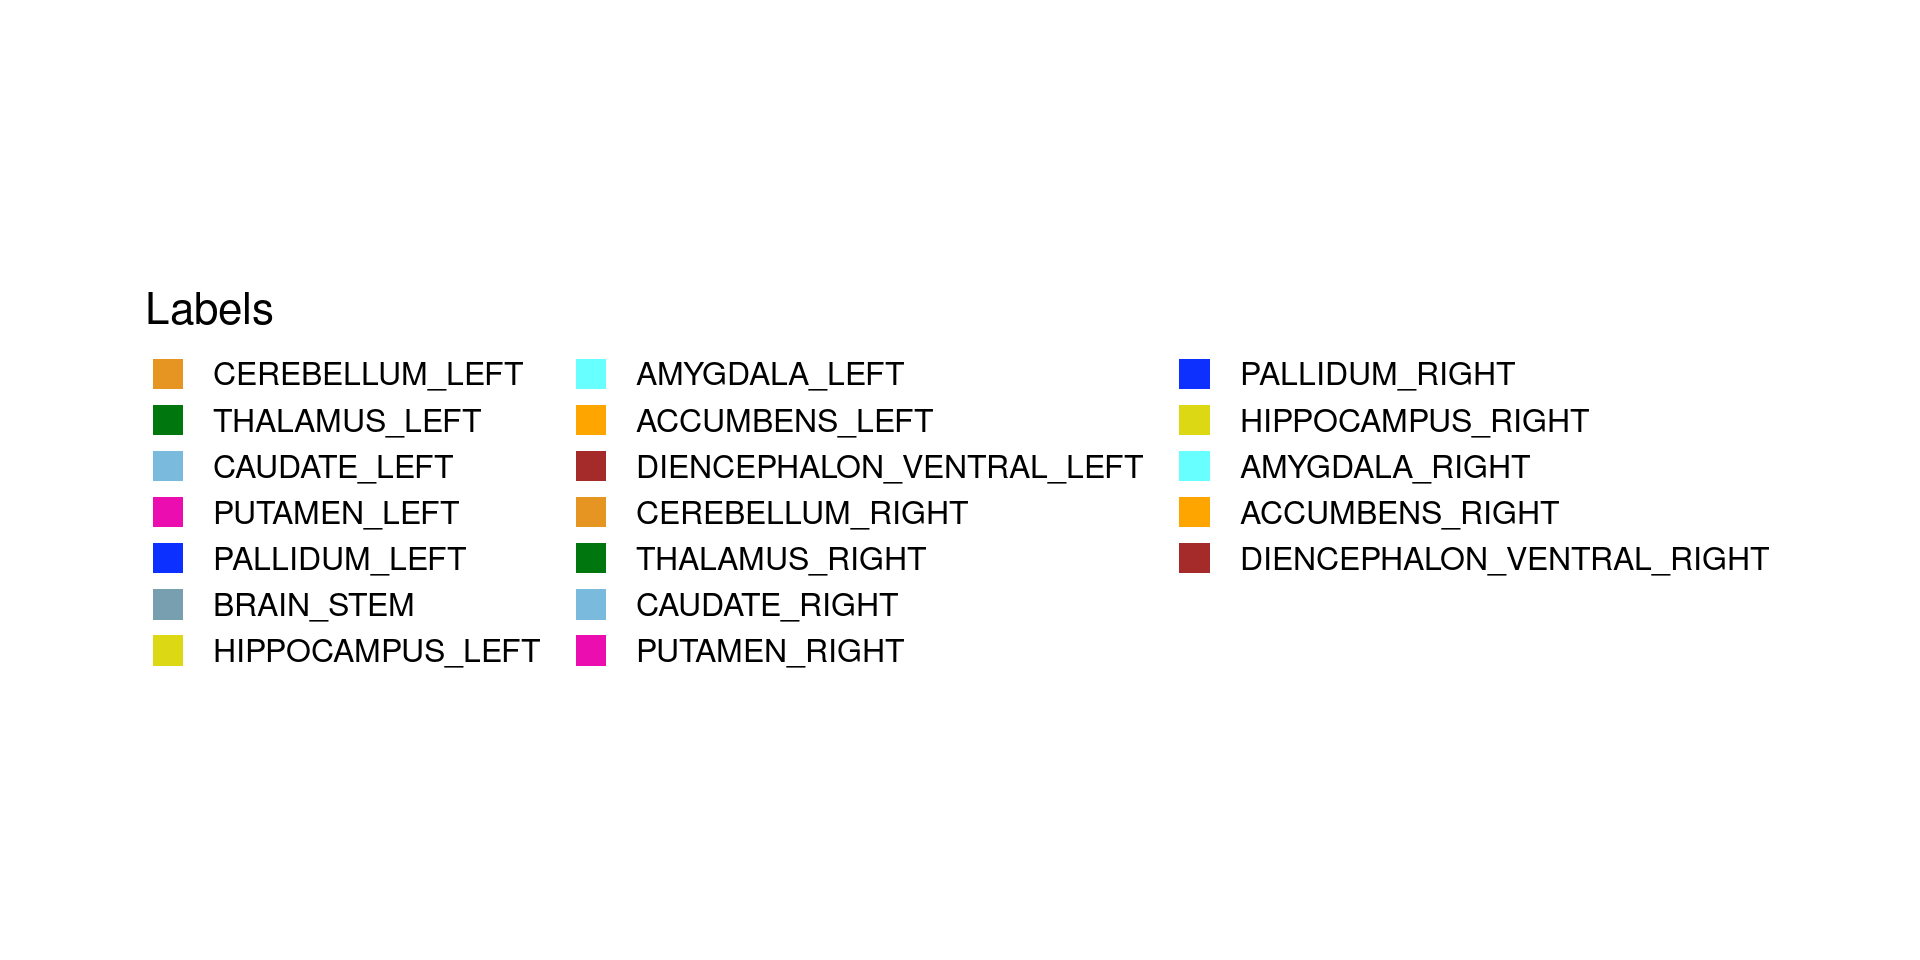 Labels
CEREBELLUM_LEFT
THALAMUS_LEFT
CAUDATE_LEFT
PUTAMEN_LEFT
PALLIDUM_LEFT
BRAIN_STEM
HIPPOCAMPUS_LEFT
AMYGDALA_LEFT
ACCUMBENS_LEFT
DIENCEPHALON_VENTRAL_LEFT
CEREBELLUM_RIGHT
THALAMUS_RIGHT
CAUDATE_RIGHT
PUTAMEN_RIGHT
PALLIDUM_RIGHT
HIPPOCAMPUS_RIGHT
AMYGDALA_RIGHT
ACCUMBENS_RIGHT
DIENCEPHALON_VENTRAL_RIGHT